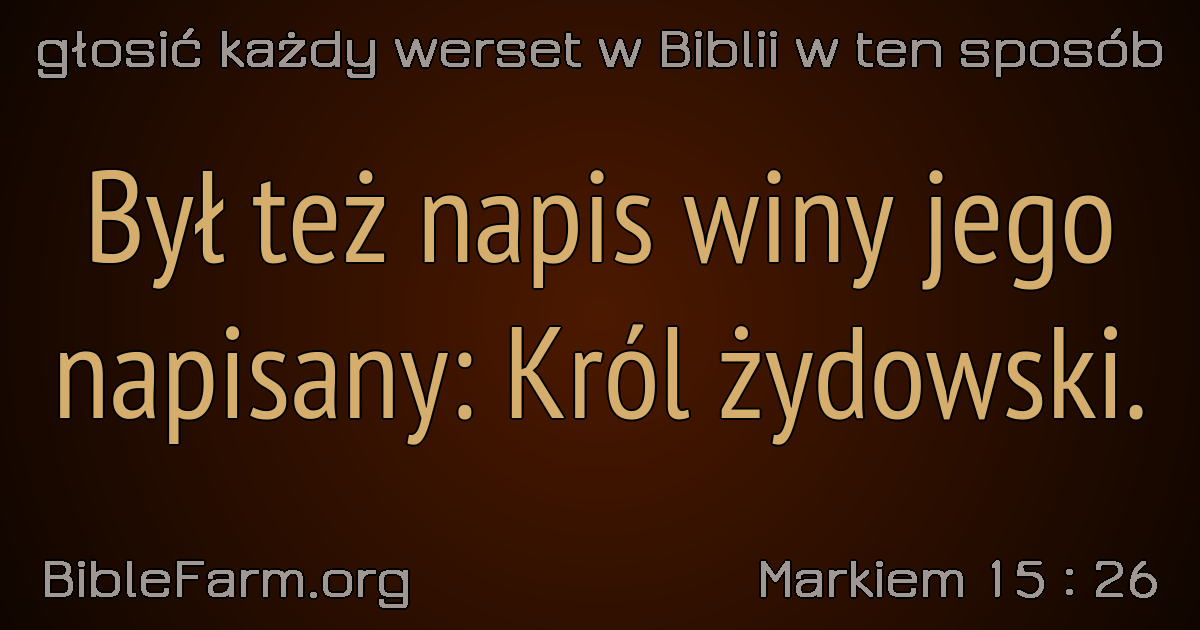 głosić każdy werset w Biblii w ten sposób
Był też napis winy jego
napisany: Król żydowski.
BibleFarm.org
Markiem 15 : 26